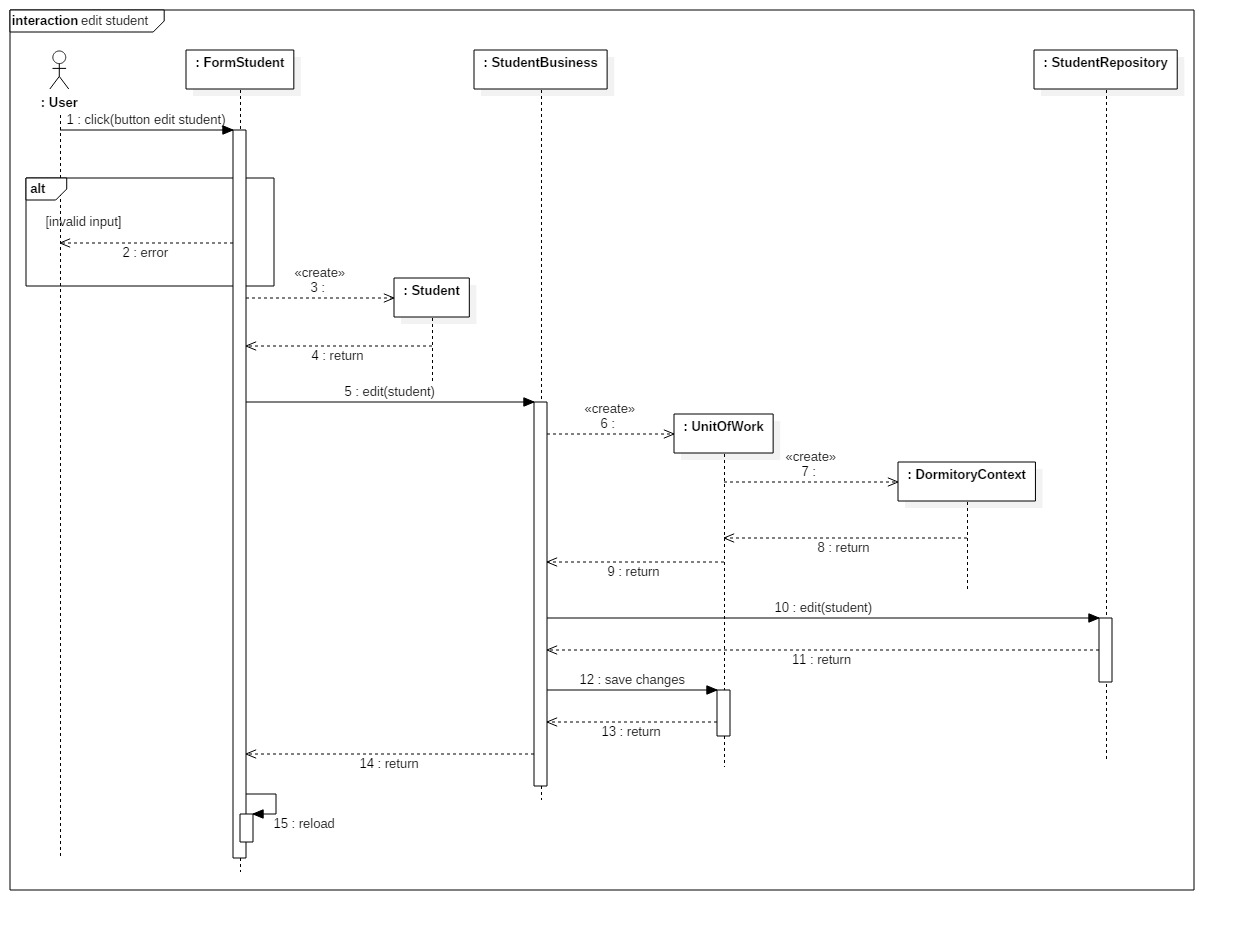 interaction edit student
: User
: FormStudent
: StudentBusiness
: StudentRepository
1 : click(button edit student)
alt
[invalid input]
2 : error
«create»
3 :
: Student
4 : return
5 : edit(student)
«create»
6 :
: UnitOfWork
«create»
7 :
: DormitoryContext
8 : return
9 : return
10 : edit(student)
11 : return
12 : save changes
13 : return
14 : return
15 : reload